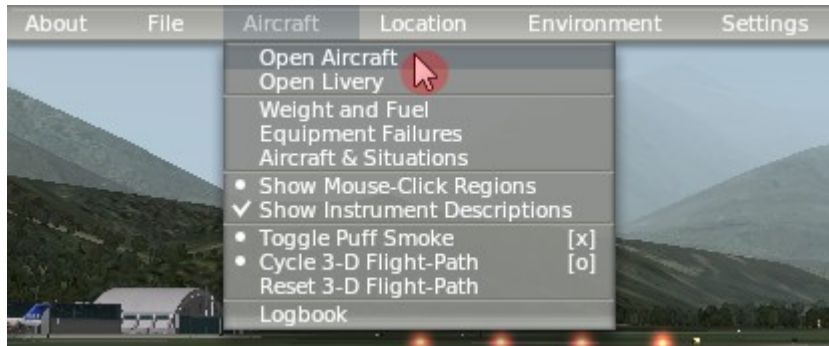 About File Aircraft Location Environment Settings
Open Aircraft
Open Livery
Weight and Fuel
Equipment Failures
Aircraft & Situations
Show Mouse-Click Regions
Show Instrument Descriptions
Toggle Puff Smoke [x]
Cycle 3-D Flight-Path [o]
Reset 3-D Flight-Path
Logbook